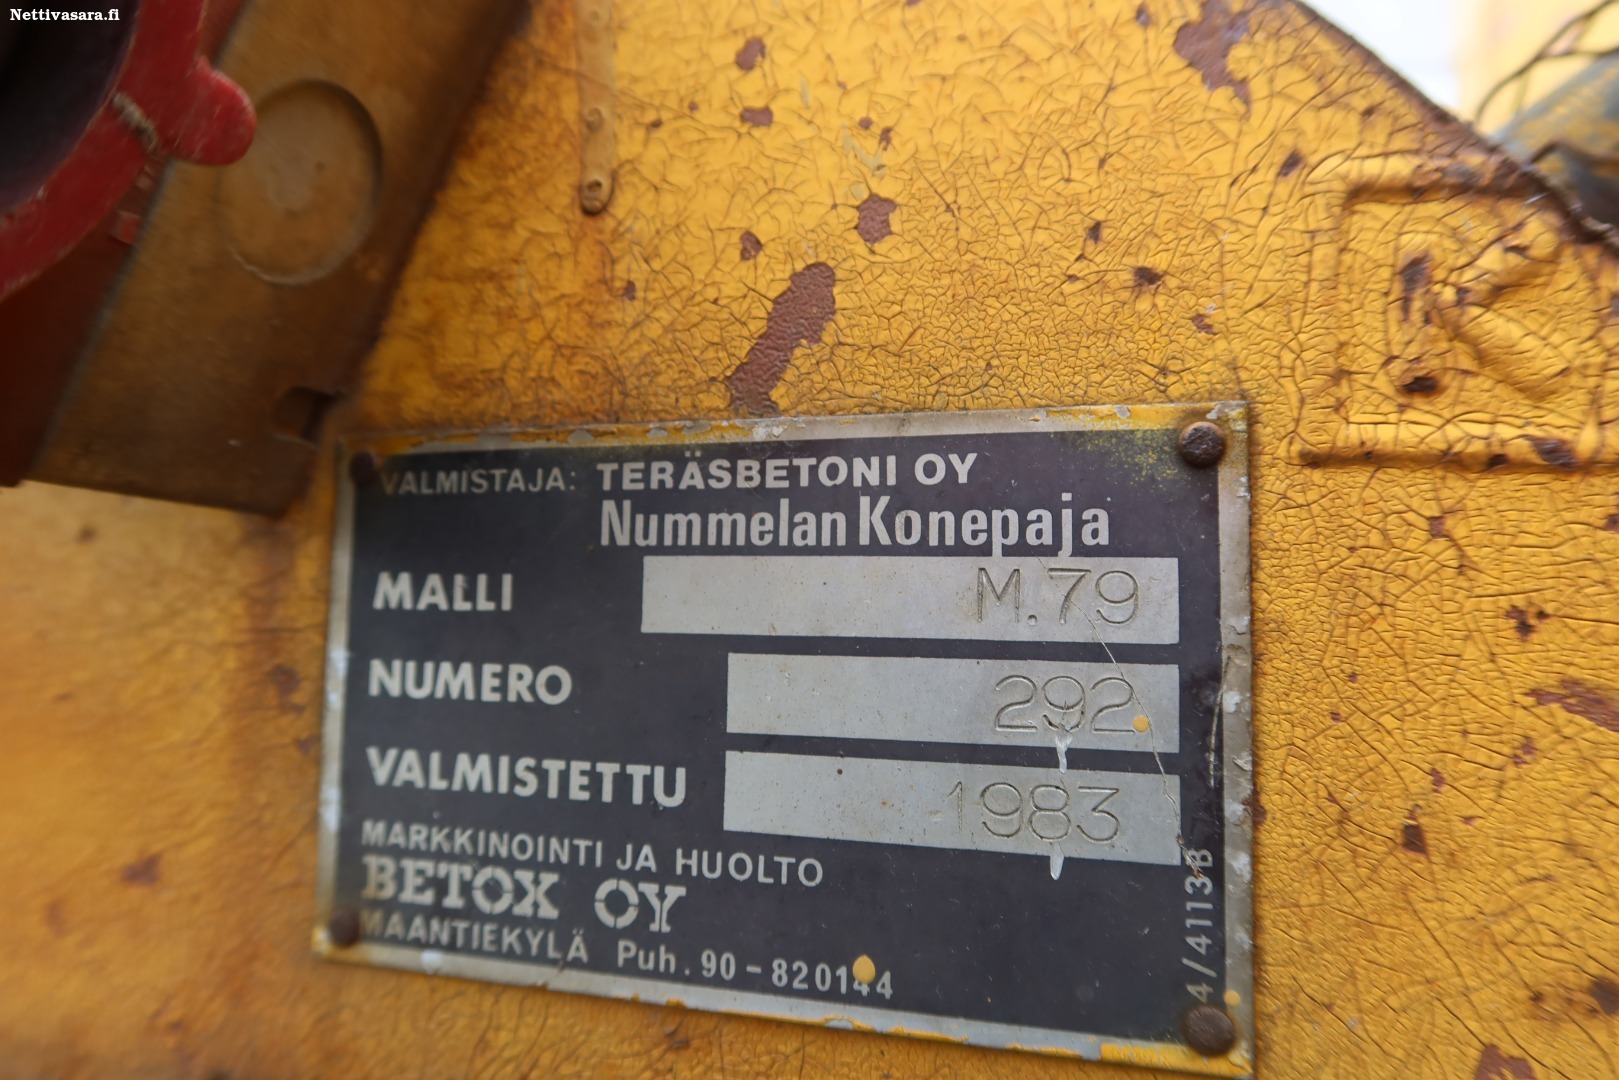 Nettivasara.fi
K
VALMISTAJA: TERÄSBETONI OY
Nummelan Konepaja
MALLI M.79
NUMERO 292
VALMISTETTU 1983
MARKKINOINTI JA HUOLTO
BETOX OY
MAANTIEKYLÄ Puh. 90-820144
4/4113B